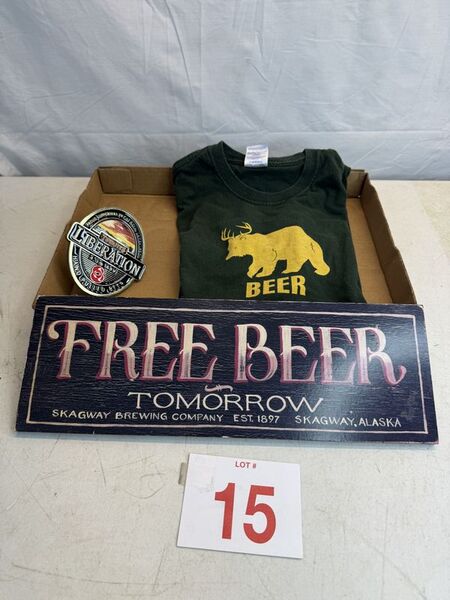 LIBERATION
BEER
FREE BEER
TOMORROW
SKAGWAY BREWING COMPANY EST. 1897 SKAGWAY, ALASKA
LOT #
15